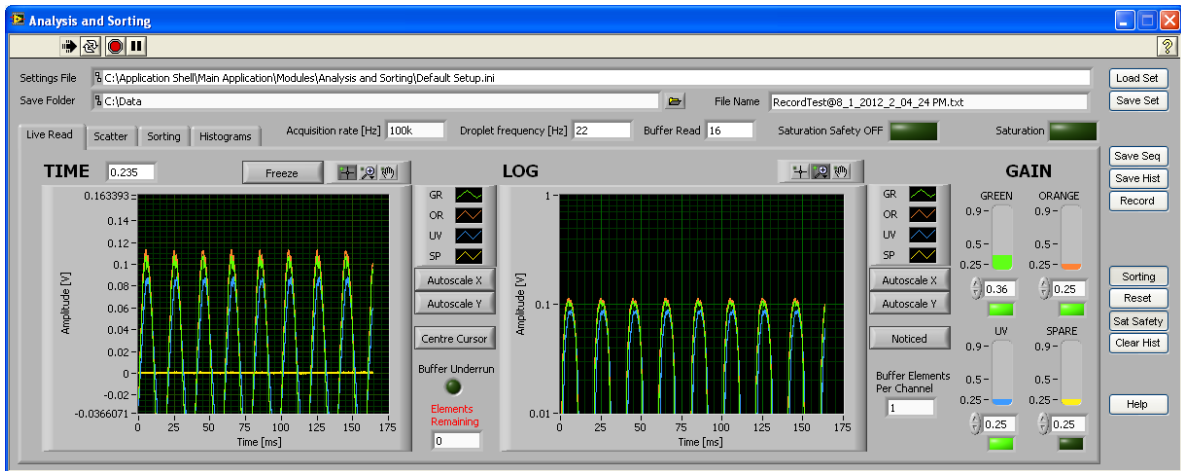 Analysis and Sorting
Settings File C:\Application Shell\Main Application\Modules\Analysis and Sorting\Default Setup.ini Load Set
Save Folder C:\Data File Name RecordTest@8_1_2012_2_04_24 PM.txt Save Set
Live Read Scatter Sorting Histograms Acquisition rate [Hz] 100k Droplet frequency [Hz] 22 Buffer Read 16 Saturation Safety OFF Saturation
Save Seq
Save Hist
Record
Sorting
Reset
Sat Safety
Clear Hist
Help
TIME 0.235 Freeze
0.163393
0.14
0.12
0.1
0.08
0.06
0.04
0.02
0
-0.02
-0.0366071
Amplitude [V]
0 25 50 75 100 125 150 175
Time [ms]
GR
OR
UV
SP
Autoscale X
Autoscale Y
Centre Cursor
Buffer Underrun
Elements
Remaining
0
LOG
1
0.1
0.01
Amplitude [V]
0 25 50 75 100 125 150 175
Time [ms]
GR
OR
UV
SP
Autoscale X
Autoscale Y
Noticed
Buffer Elements
Per Channel
1
GAIN
GREEN ORANGE
0.9 0.9
0.5 0.5
0.25 0.25
0.36 0.25
UV SPARE
0.9 0.9
0.5 0.5
0.25 0.25
0.25 0.25